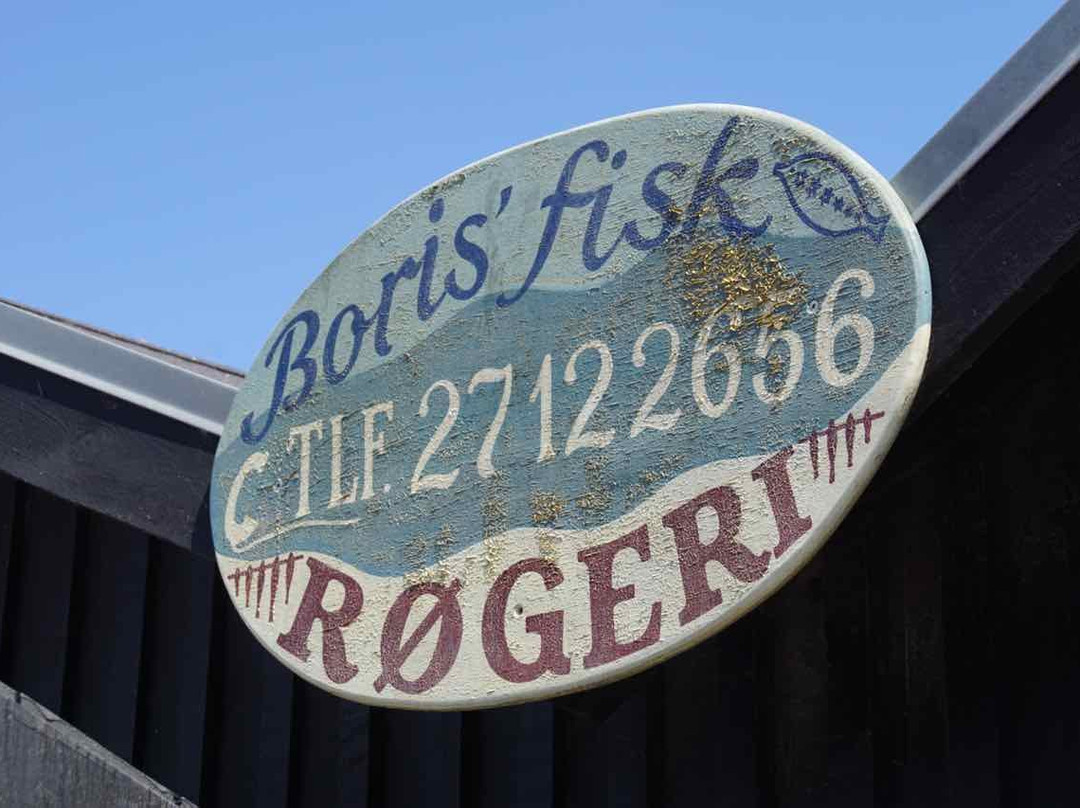 Boris' fisk
TLF. 27122656
RØGERI